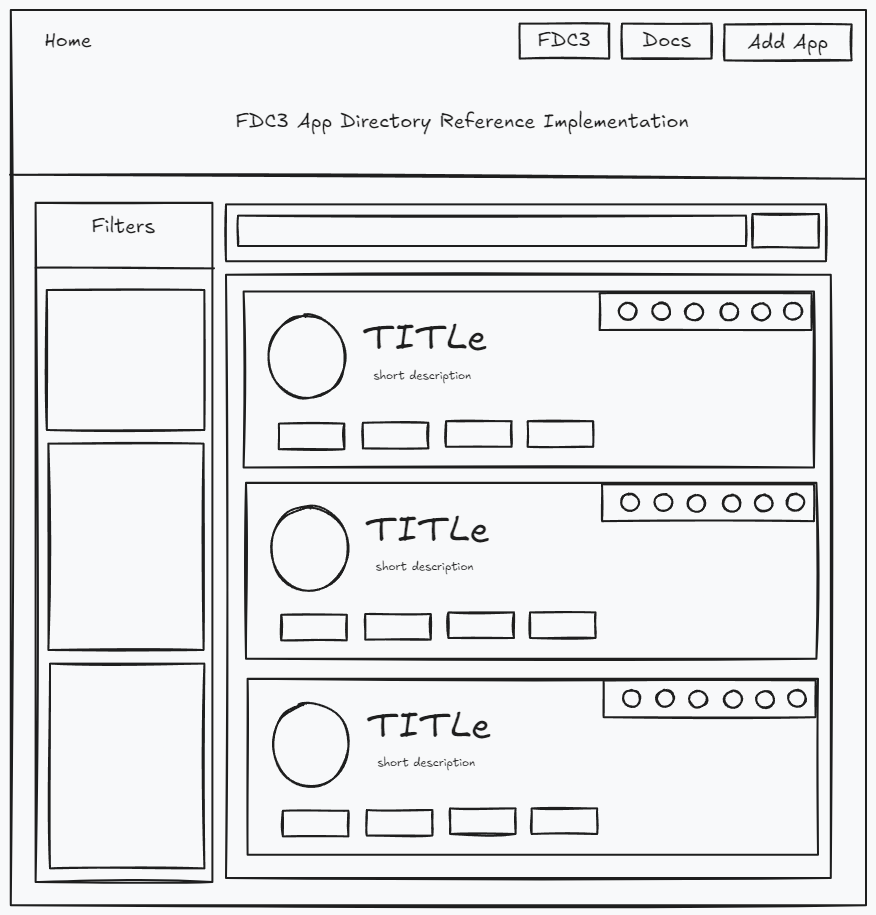 Home
FDC3
Docs
Add App
FDC3 App Directory Reference Implementation
Filters
TITLe
short description
TITLe
short description
TITLe
short description